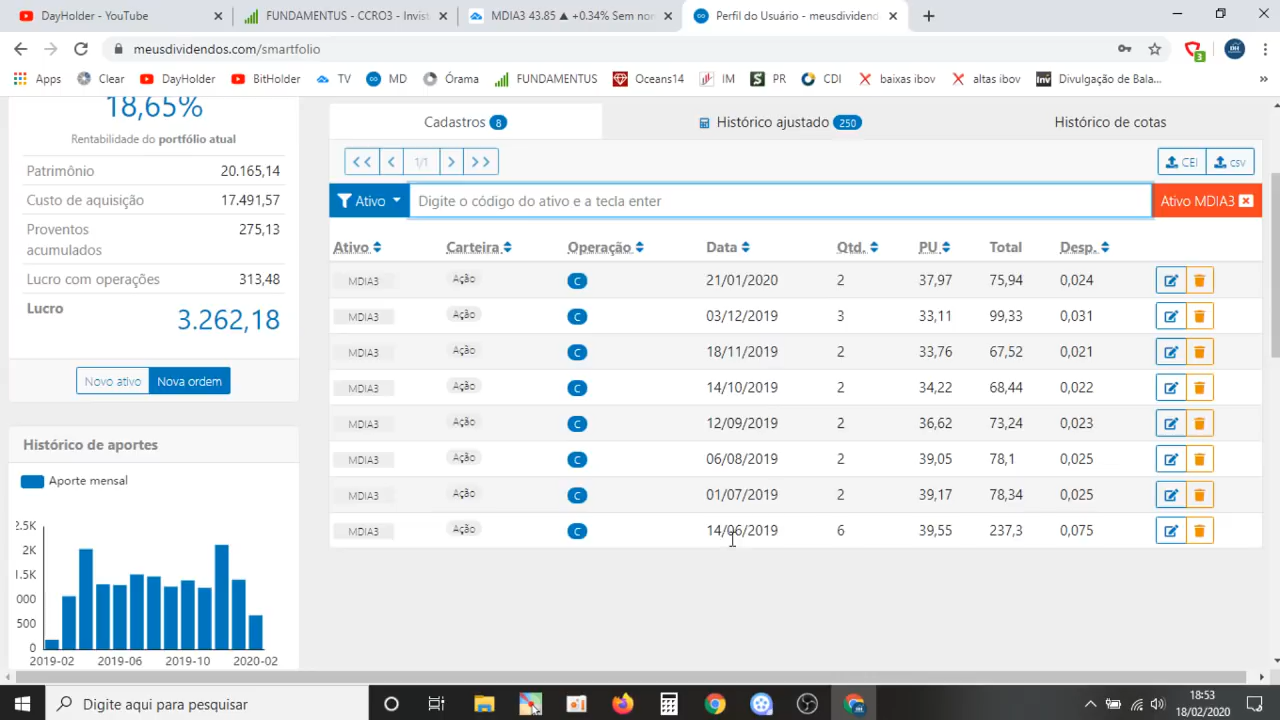 DayHolder - YouTube
FUNDAMENTUS - CCRO3 - Invist
MDIA3 43.85 ▲ +0.34% Sem nom
Perfil do Usuário - meusdividend
meusdividendos.com/smartfolio
3
Apps Clear DayHolder BitHolder TV MD Órama FUNDAMENTUS Oceans14 IM PR CDI baixas ibov altas ibov Inv Divulgação de Bala... »
18,65%
Rentabilidade do portfólio atual
Patrimônio 20.165,14
Custo de aquisição 17.491,57
Proventos acumulados 275,13
Lucro com operações 313,48
Lucro 3.262,18
Novo ativo Nova ordem
Histórico de aportes
Aporte mensal
2.5K
2K
1.5K
000
500
0
2019-02 2019-06 2019-10 2020-02
Cadastros 8 Histórico ajustado 250 Histórico de cotas
<< < 1/1 > >> CEI csv
Ativo Digite o código do ativo e a tecla enter Ativo MDIA3
Ativo Carteira Operação Data Qtd. PU Total Desp.
MDIA3 Ação C 21/01/2020 2 37,97 75,94 0,024
MDIA3 Ação C 03/12/2019 3 33,11 99,33 0,031
MDIA3 Ação C 18/11/2019 2 33,76 67,52 0,021
MDIA3 Ação C 14/10/2019 2 34,22 68,44 0,022
MDIA3 Ação C 12/09/2019 2 36,62 73,24 0,023
MDIA3 Ação C 06/08/2019 2 39,05 78,1 0,025
MDIA3 Ação C 01/07/2019 2 39,17 78,34 0,025
MDIA3 Ação C 14/06/2019 6 39,55 237,3 0,075
Digite aqui para pesquisar
18:53
18/02/2020